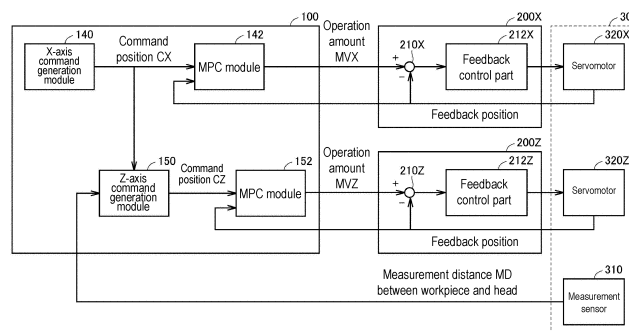 100
200X
30
140
X-axis
command
generation
module
Command
position CX
142
MPC module
Operation
amount
MVX
+
−
210X
212X
Feedback
control part
320X
Servomotor
Feedback position
200Z
150
Z-axis
command
generation
module
Command
position CZ
152
MPC module
Operation
amount
MVZ
+
−
210Z
212Z
Feedback
control part
320Z
Servomotor
Feedback position
Measurement distance MD
between workpiece and head
310
Measurement
sensor